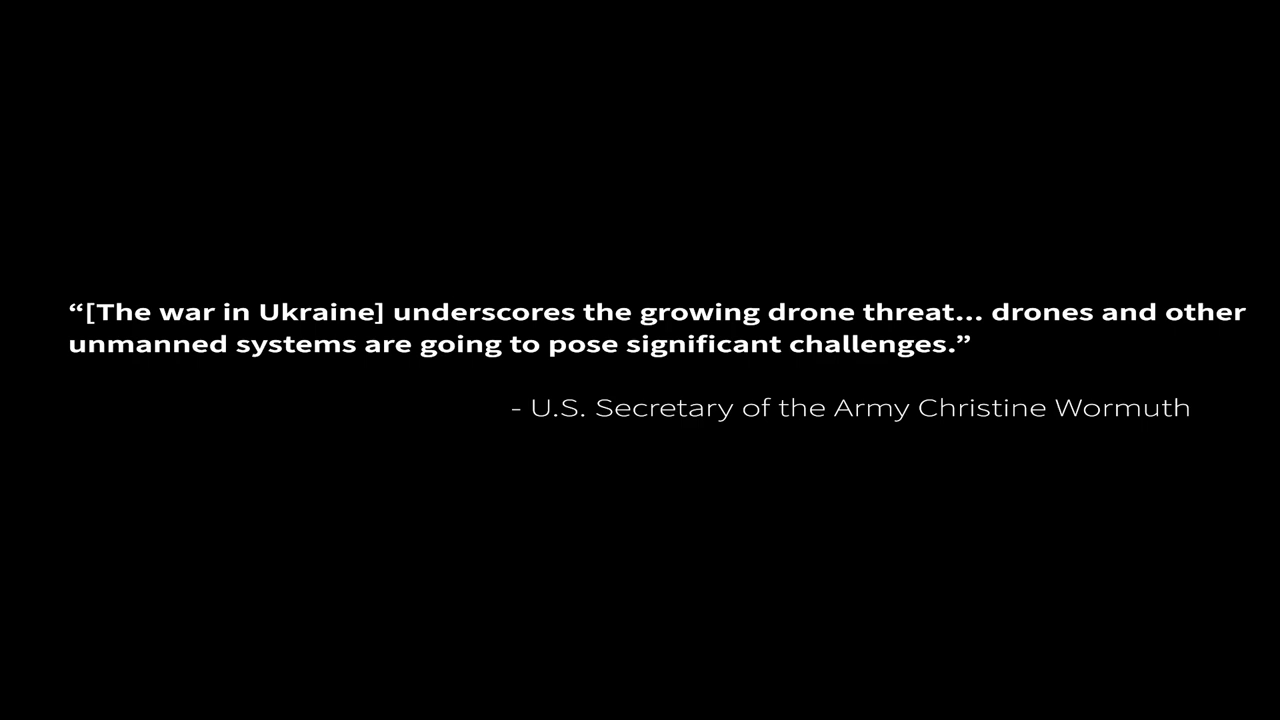 “[The war in Ukraine] underscores the growing drone threat... drones and other
unmanned systems are going to pose significant challenges.”
- U.S. Secretary of the Army Christine Wormuth